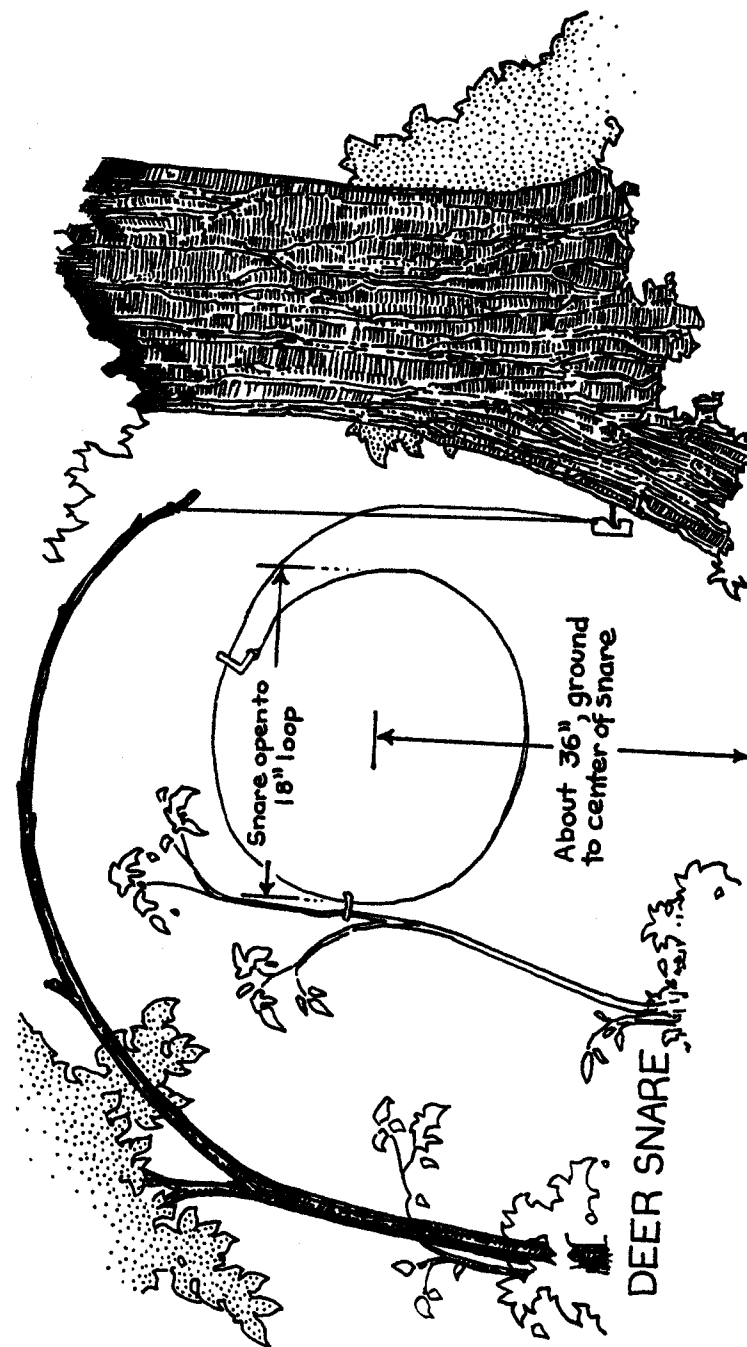 Snare open to
18" loop
About 36", ground
to center of snare
DEER SNARE